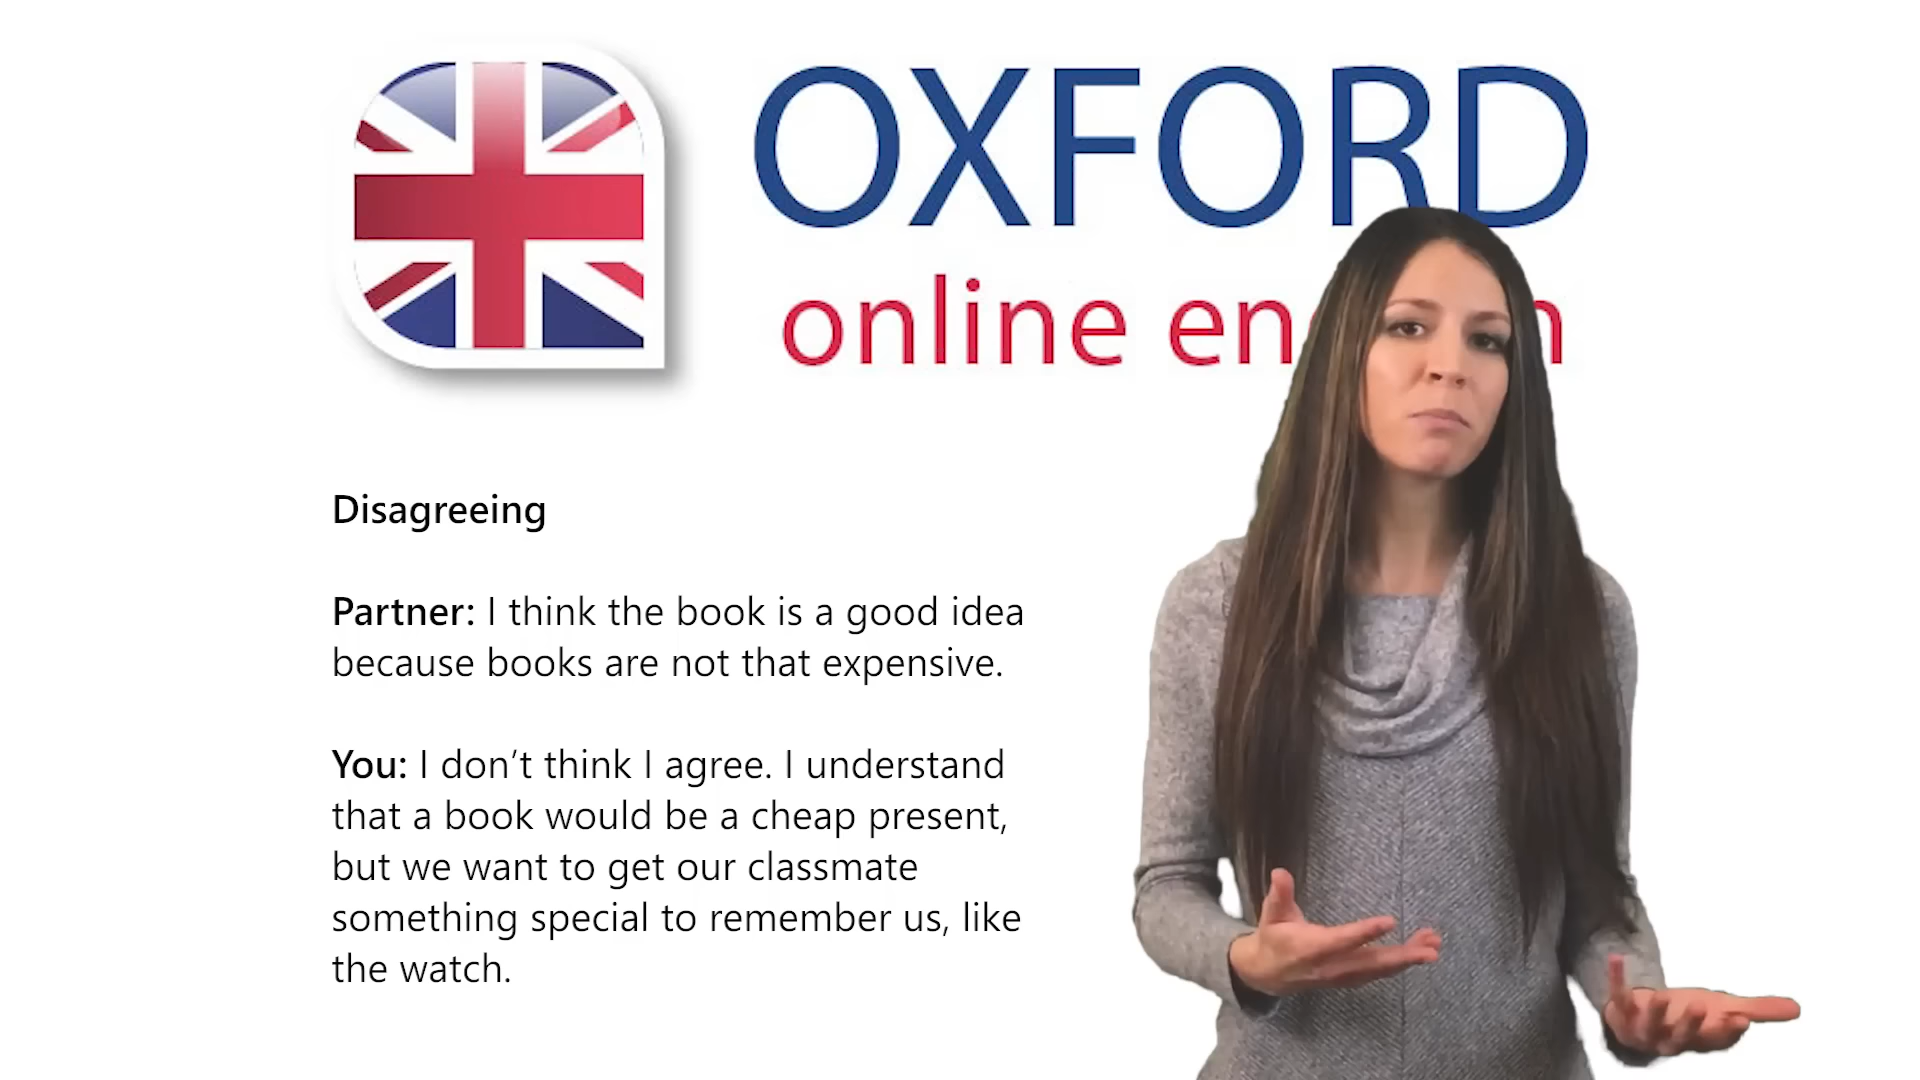 OXFORD
online
Disagreeing
Partner: I think the book is a good idea
because books are not that expensive.
You: I don’t think I agree. I understand
that a book would be a cheap present,
but we want to get our classmate
something special to remember us, like
the watch.